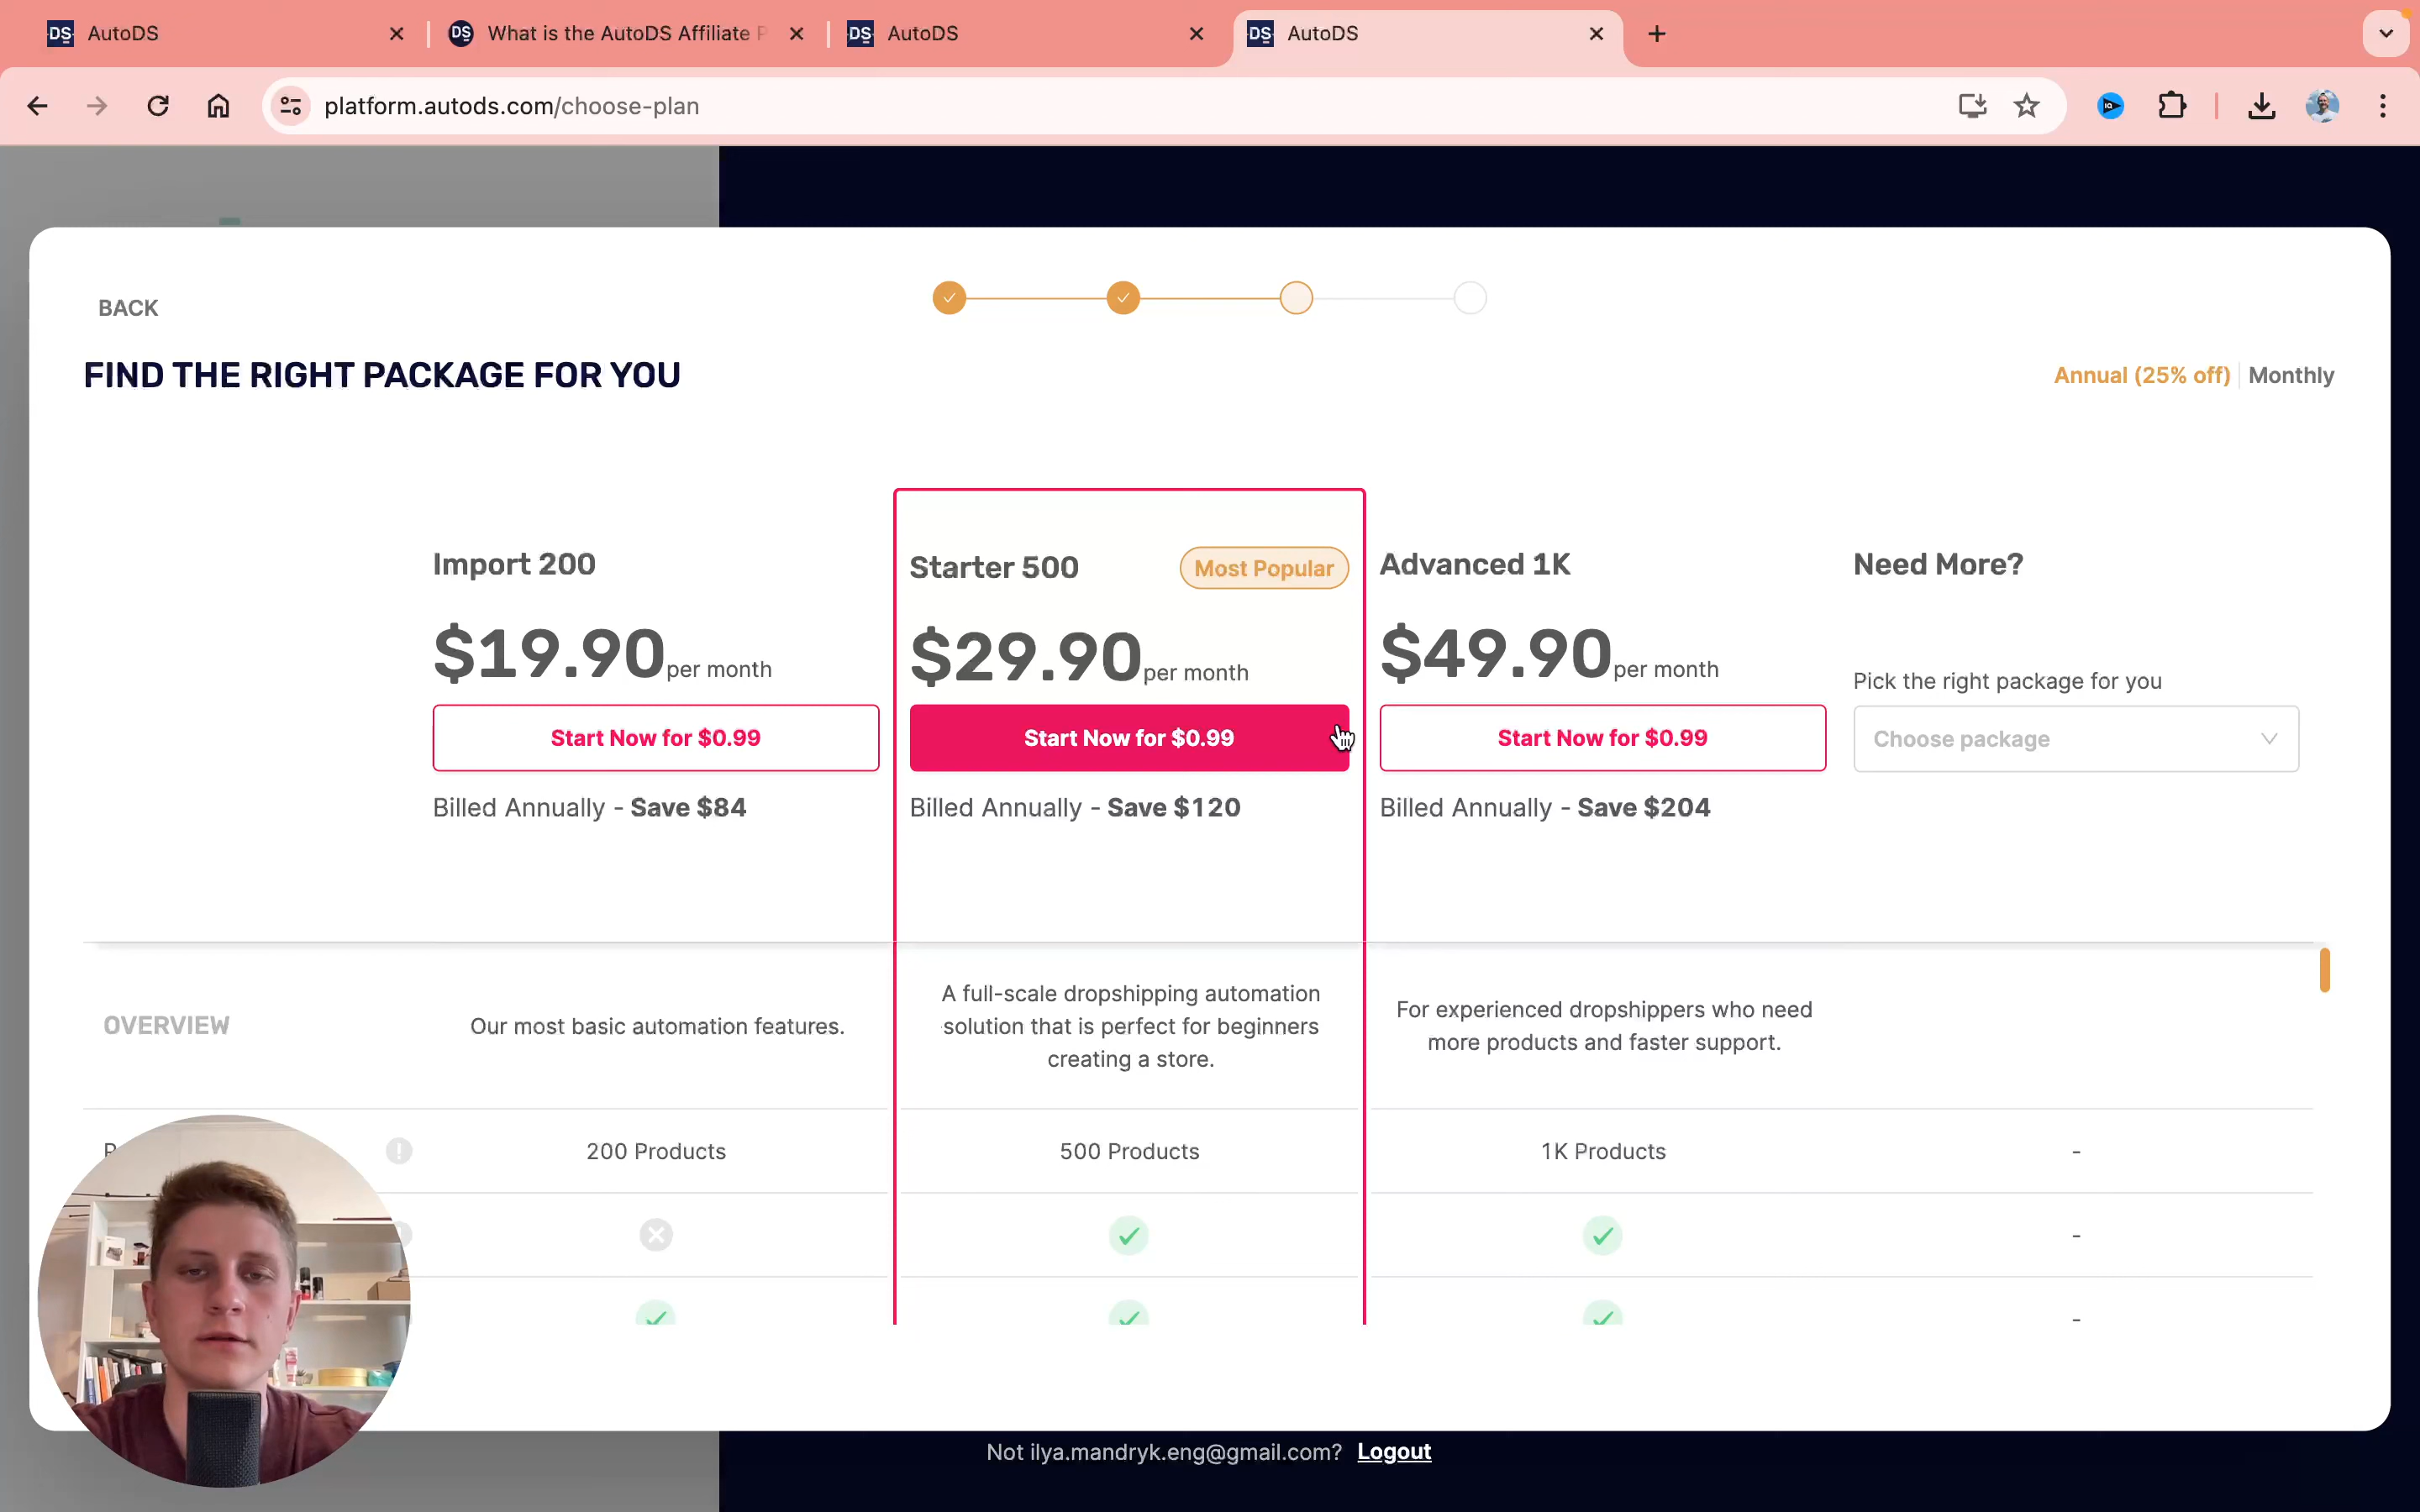 DS AutoDS
DS What is the AutoDS Affiliate P
DS AutoDS
DS AutoDS
platform.autods.com/choose-plan
BACK
FIND THE RIGHT PACKAGE FOR YOU
Annual (25% off) Monthly
Import 200
$19.90 per month
Start Now for $0.99
Billed Annually - Save $84
Starter 500 Most Popular
$29.90 per month
Start Now for $0.99
Billed Annually - Save $120
Advanced 1K
$49.90 per month
Start Now for $0.99
Billed Annually - Save $204
Need More?
Pick the right package for you
Choose package
OVERVIEW
Our most basic automation features.
A full-scale dropshipping automation
solution that is perfect for beginners
creating a store.
For experienced dropshippers who need
more products and faster support.
200 Products
500 Products
1K Products
-
-
-
Not ilya.mandryk.eng@gmail.com? Logout